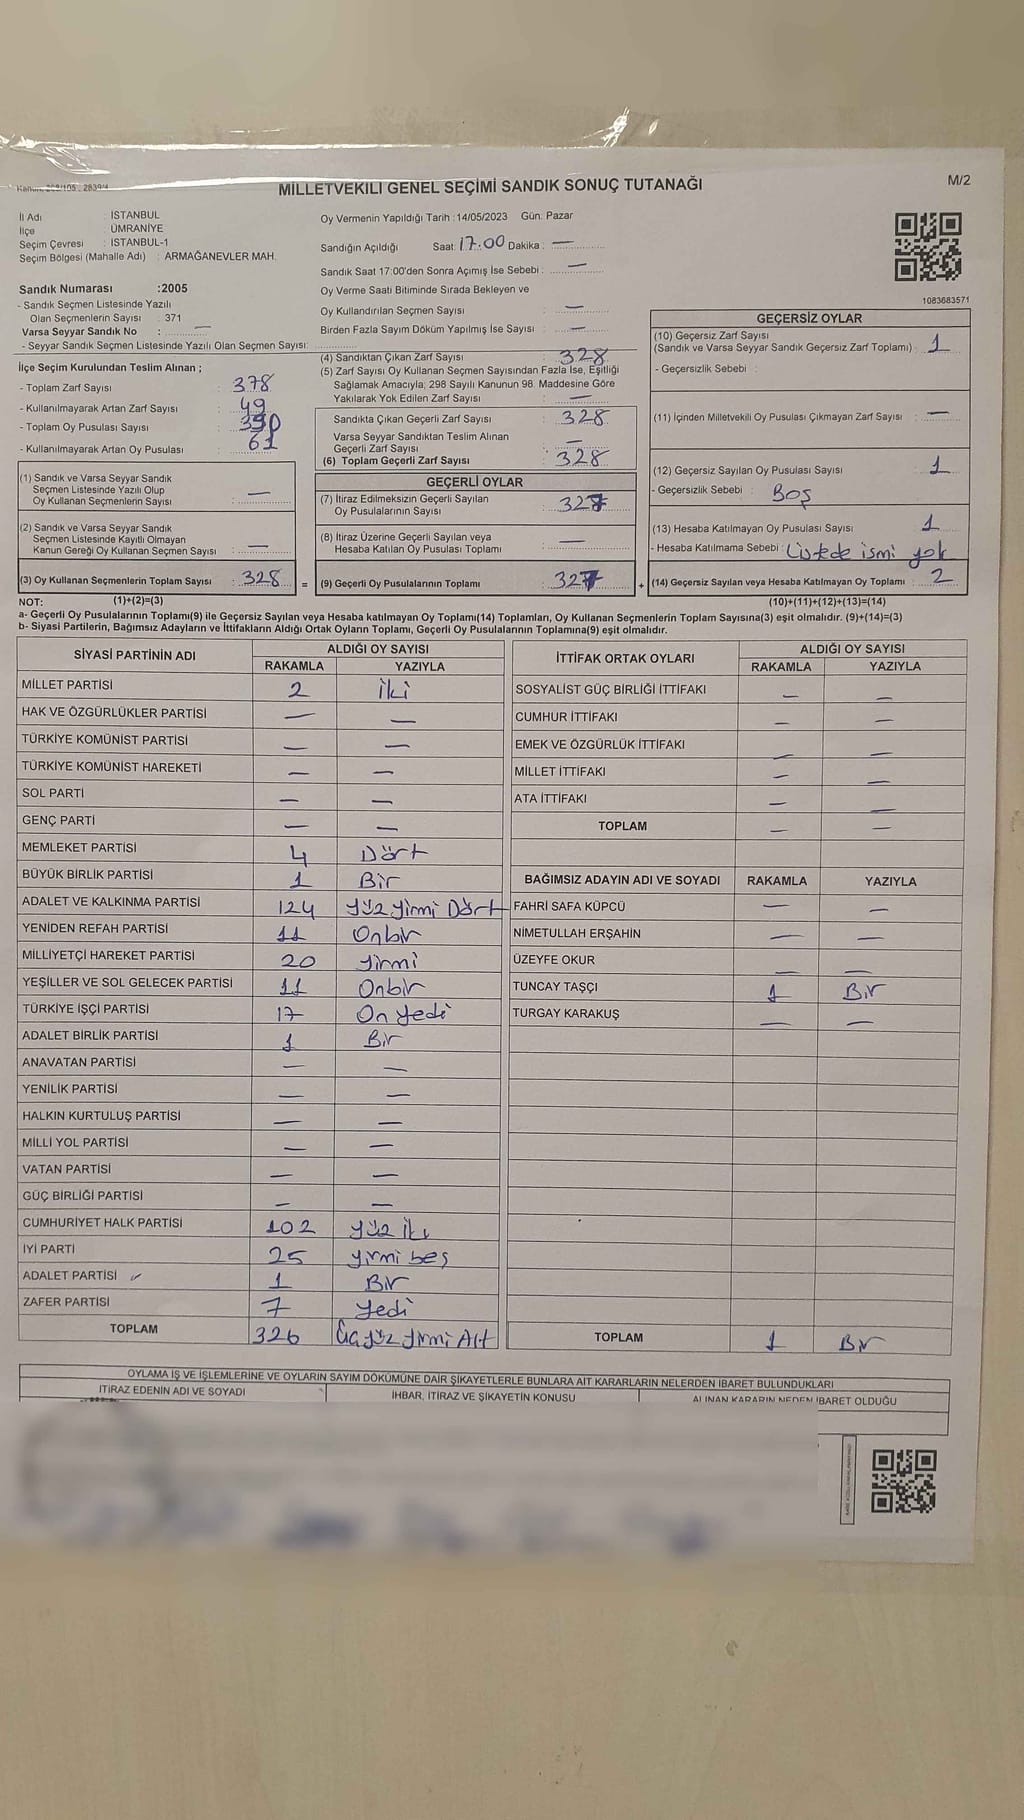 MİLLETVEKİLİ GENEL SEÇİMİ SANDIK SONUÇ TUTANAĞI
M/2
İl Adı : İSTANBUL
İlçe : ÜMRANİYE
Seçim Çevresi : İSTANBUL-1
Seçim Bölgesi (Mahalle Adı) : ARMAĞANEVLER MAH.
Sandık Numarası :2005
- Sandık Seçmen Listesinde Yazılı
Olan Seçmenlerin Sayısı : 371
Varsa Seyyar Sandık No : —
- Seyyar Sandık Seçmen Listesinde Yazılı Olan Seçmen Sayısı:
İlçe Seçim Kurulundan Teslim Alınan ;
- Toplam Zarf Sayısı : 378
- Kullanılmayarak Artan Zarf Sayısı : 49
- Toplam Oy Pusulası Sayısı :
- Kullanılmayarak Artan Oy Pusulası : 61
(1) Sandık ve Varsa Seyyar Sandık
Seçmen Listesinde Yazılı Olup
Oy Kullanan Seçmenlerin Sayısı : —
(2) Sandık ve Varsa Seyyar Sandık
Seçmen Listesinde Kayıtlı Olmayan
Kanun Gereği Oy Kullanan Seçmen Sayısı : —
(3) Oy Kullanan Seçmenlerin Toplam Sayısı : 328 =
Oy Vermenin Yapıldığı Tarih :14/05/2023 Gün: Pazar
Sandığın Açıldığı Saat: 17:00 Dakika : —
Sandık Saat 17:00'den Sonra Açımış İse Sebebi : —
Oy Verme Saati Bitiminde Sırada Bekleyen ve
Oy Kullandırılan Seçmen Sayısı : —
Birden Fazla Sayım Döküm Yapılmış İse Sayısı : —
(4) Sandıktan Çıkan Zarf Sayısı : 328
(5) Zarf Sayısı Oy Kullanan Seçmen Sayısından Fazla İse, Eşitliği
Sağlamak Amacıyla; 298 Sayılı Kanunun 98. Maddesine Göre
Yakılarak Yok Edilen Zarf Sayısı : —
Sandıkta Çıkan Geçerli Zarf Sayısı : 328
Varsa Seyyar Sandıktan Teslim Alınan
Geçerli Zarf Sayısı : —
(6) Toplam Geçerli Zarf Sayısı : 328
GEÇERLİ OYLAR
(7) İtiraz Edilmeksizin Geçerli Sayılan
Oy Pusulalarının Sayısı : 327
(8) İtiraz Üzerine Geçerli Sayılan veya
Hesaba Katılan Oy Pusulası Toplamı : —
(9) Geçerli Oy Pusulalarının Toplamı : 327 +
1083683571
GEÇERSİZ OYLAR
(10) Geçersiz Zarf Sayısı
(Sandık ve Varsa Seyyar Sandık Geçersiz Zarf Toplamı) : 1
- Geçersizlik Sebebi :
(11) İçinden Milletvekili Oy Pusulası Çıkmayan Zarf Sayısı : —
(12) Geçersiz Sayılan Oy Pusulası Sayısı : 1
- Geçersizlik Sebebi : Boş
(13) Hesaba Katılmayan Oy Pusulası Sayısı : 1
- Hesaba Katılmama Sebebi : Listede ismi yok
(14) Geçersiz Sayılan veya Hesaba Katılmayan Oy Toplamı : 2
NOT: (1)+(2)=(3) (10)+(11)+(12)+(13)=(14)
a- Geçerli Oy Pusulalarının Toplamı(9) ile Geçersiz Sayılan veya Hesaba katılmayan Oy Toplamı(14) Toplamları, Oy Kullanan Seçmenlerin Toplam Sayısına(3) eşit olmalıdır. (9)+(14)=(3)
b- Siyasi Partilerin, Bağımsız Adayların ve İttifakların Aldığı Ortak Oyların Toplamı, Geçerli Oy Pusulalarının Toplamına(9) eşit olmalıdır.
SİYASİ PARTİNİN ADI ALDIĞI OY SAYISI
RAKAMLA YAZIYLA
MİLLET PARTİSİ 2 İki
HAK VE ÖZGÜRLÜKLER PARTİSİ — —
TÜRKİYE KOMÜNİST PARTİSİ — —
TÜRKİYE KOMÜNİST HAREKETİ — —
SOL PARTİ — —
GENÇ PARTİ — —
MEMLEKET PARTİSİ 4 Dört
BÜYÜK BİRLİK PARTİSİ 1 Bir
ADALET VE KALKINMA PARTİSİ 124 Yüz Yirmi Dört
YENİDEN REFAH PARTİSİ 11 Onbir
MİLLİYETÇİ HAREKET PARTİSİ 20 Yirmi
YEŞİLLER VE SOL GELECEK PARTİSİ 11 Onbir
TÜRKİYE İŞÇİ PARTİSİ 17 On Yedi
ADALET BİRLİK PARTİSİ 1 Bir
ANAVATAN PARTİSİ — —
YENİLİK PARTİSİ — —
HALKIN KURTULUŞ PARTİSİ — —
MİLLİ YOL PARTİSİ — —
VATAN PARTİSİ — —
GÜÇ BİRLİĞİ PARTİSİ — —
CUMHURİYET HALK PARTİSİ 102 Yüz İki
İYİ PARTİ 25 Yirmi beş
ADALET PARTİSİ 1 Bir
ZAFER PARTİSİ 7 Yedi
TOPLAM 326 Üç Yüz Yirmi Altı
İTTİFAK ORTAK OYLARI ALDIĞI OY SAYISI
RAKAMLA YAZIYLA
SOSYALİST GÜÇ BİRLİĞİ İTTİFAKI — —
CUMHUR İTTİFAKI — —
EMEK VE ÖZGÜRLÜK İTTİFAKI — —
MİLLET İTTİFAKI — —
ATA İTTİFAKI — —
TOPLAM — —
BAĞIMSIZ ADAYIN ADI VE SOYADI RAKAMLA YAZIYLA
FAHRİ SAFA KÜPCÜ — —
NİMETULLAH ERŞAHİN — —
ÜZEYFE OKUR — —
TUNCAY TAŞÇI 1 Bir
TURGAY KARAKUŞ — —
TOPLAM 1 Bir
OYLAMA İŞ VE İŞLEMLERİNE VE OYLARIN SAYIM DÖKÜMÜNE DAİR ŞİKAYETLERLE BUNLARA AİT KARARLARIN NELERDEN İBARET BULUNDUKLARI
İTİRAZ EDENİN ADI VE SOYADI İHBAR, İTİRAZ VE ŞİKAYETİN KONUSU ALINAN KARARIN NEDEN İBARET OLDUĞU